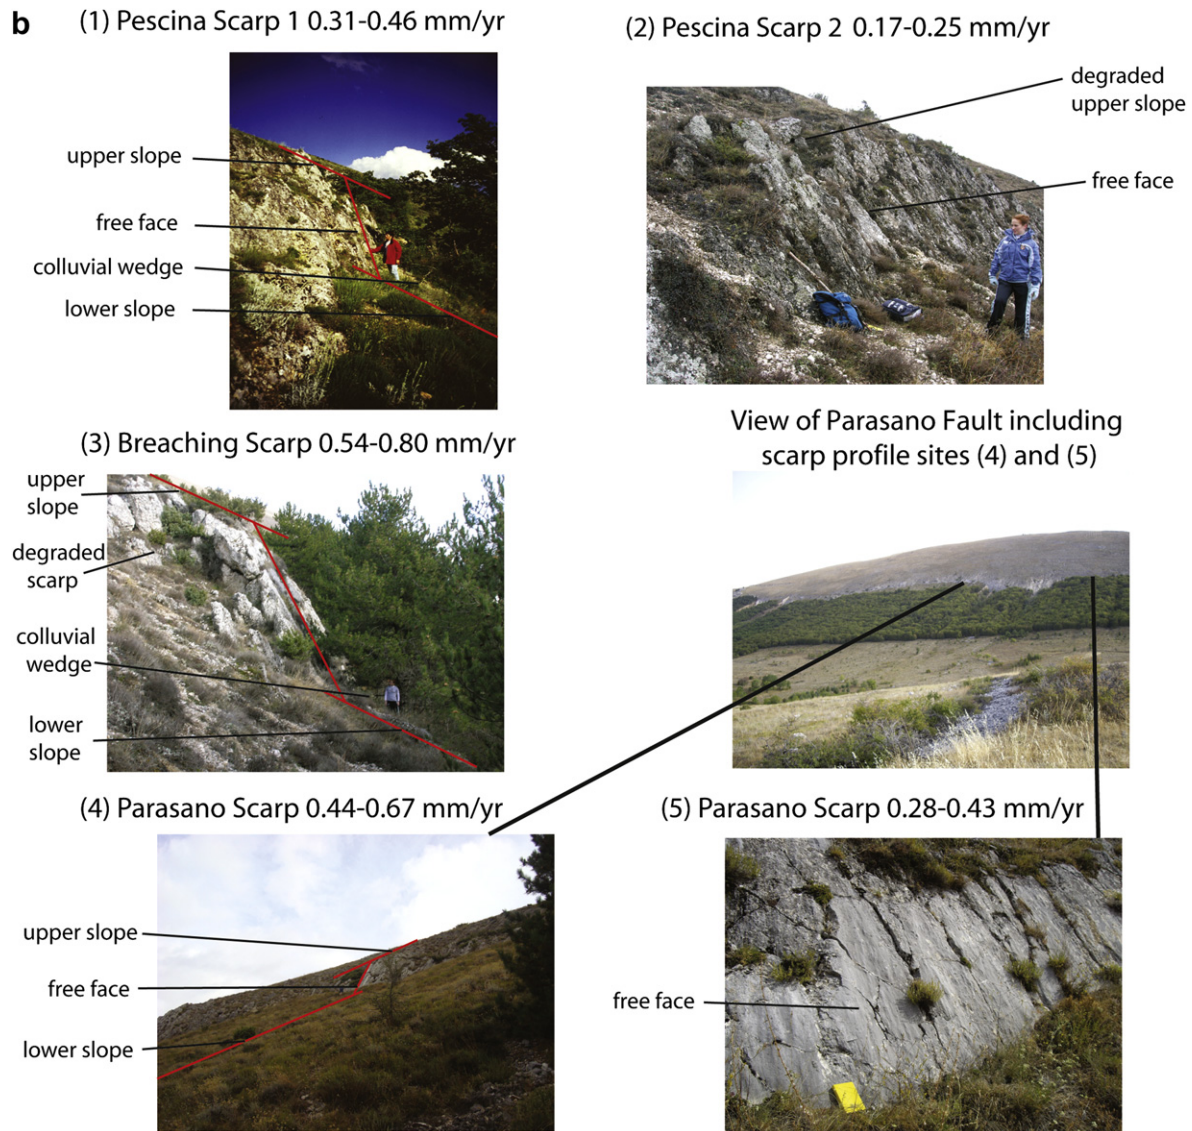 b
(1) Pescina Scarp 1 0.31-0.46 mm/yr
(2) Pescina Scarp 2 0.17-0.25 mm/yr
upper slope
free face
colluvial wedge
lower slope
degraded
upper slope
free face
(3) Breaching Scarp 0.54-0.80 mm/yr
upper
slope
degraded
scarp
colluvial
wedge
lower
slope
View of Parasano Fault including
scarp profile sites (4) and (5)
(4) Parasano Scarp 0.44-0.67 mm/yr
upper slope
free face
lower slope
(5) Parasano Scarp 0.28-0.43 mm/yr
free face